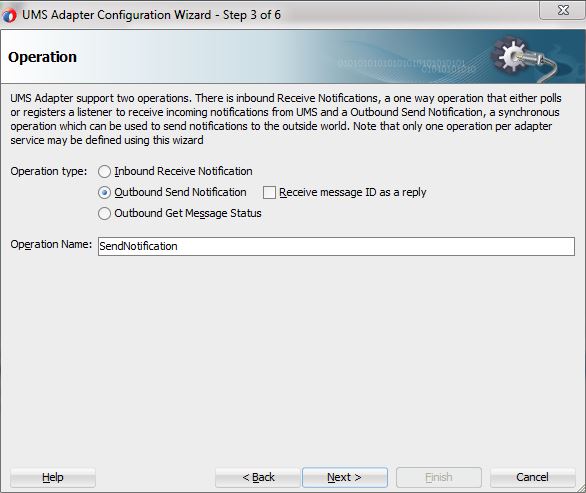 UMS Adapter Configuration Wizard - Step 3 of 6
Operation
UMS Adapter support two operations. There is inbound Receive Notifications, a one way operation that either polls
or registers a listener to receive incoming notifications from UMS and a Outbound Send Notification, a synchronous
operation which can be used to send notifications to the outside world. Note that only one operation per adapter
service may be defined using this wizard
Operation type: Inbound Receive Notification
Outbound Send Notification Receive message ID as a reply
Outbound Get Message Status
Operation Name: SendNotification
Help < Back Next > Finish Cancel